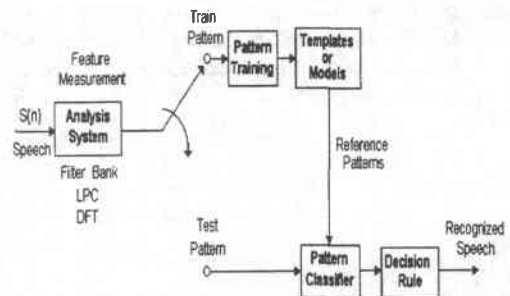 Train
Pattern
Pattern
Training
Templates
or
Models
Feature
Measurement
S(n)
Speech
Analysis
System
Filter Bank
LPC
DFT
Reference
Patterns
Test
Pattern
Pattern
Classifier
Decision
Rule
Recognized
Speech